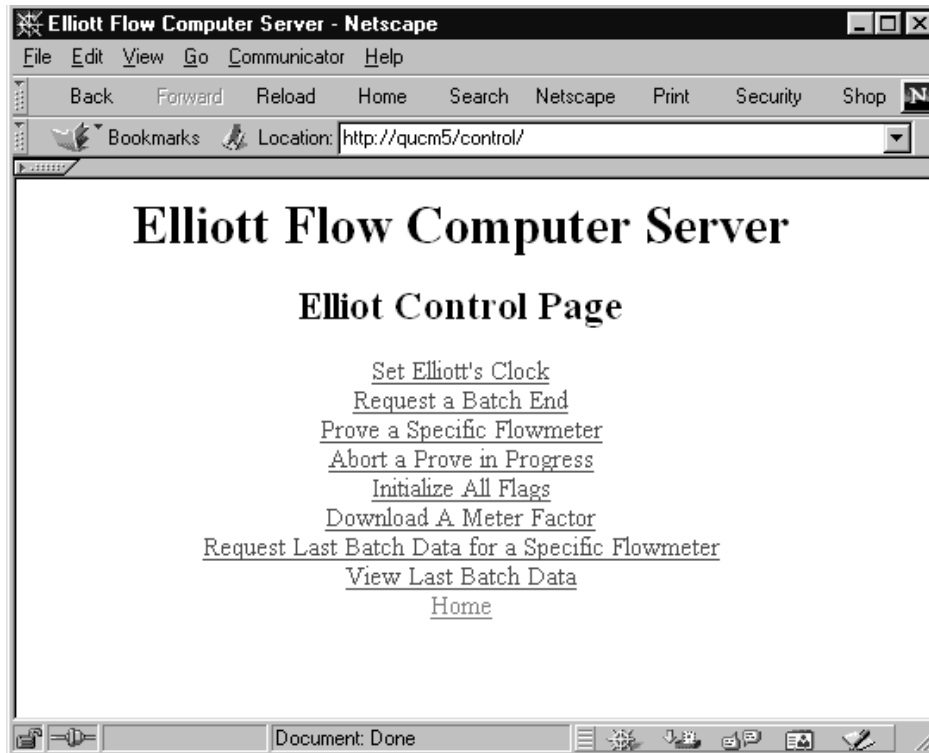 Elliott Flow Computer Server - Netscape
File Edit View Go Communicator Help
Back Forward Reload Home Search Netscape Print Security Shop N
Bookmarks Location: http://qucm5/control/
Elliott Flow Computer Server
Elliot Control Page
Set Elliott's Clock
Request a Batch End
Prove a Specific Flowmeter
Abort a Prove in Progress
Initialize All Flags
Download A Meter Factor
Request Last Batch Data for a Specific Flowmeter
View Last Batch Data
Home
Document: Done